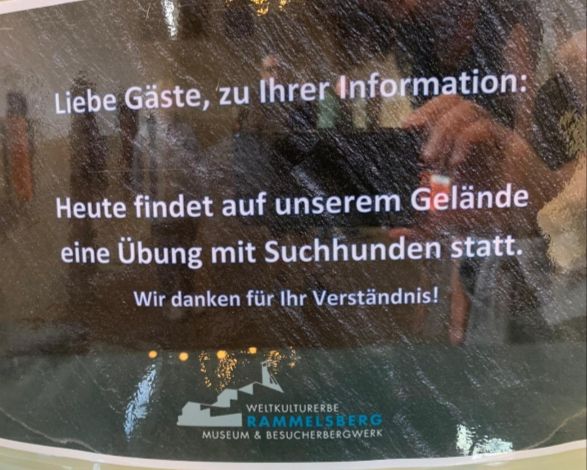 Liebe Gäste, zu Ihrer Information:
Heute findet auf unserem Gelände
eine Übung mit Suchhunden statt.
Wir danken für Ihr Verständnis!
WELTKULTURERBE
RAMMELSBERG
MUSEUM & BESUCHERBERGWERK